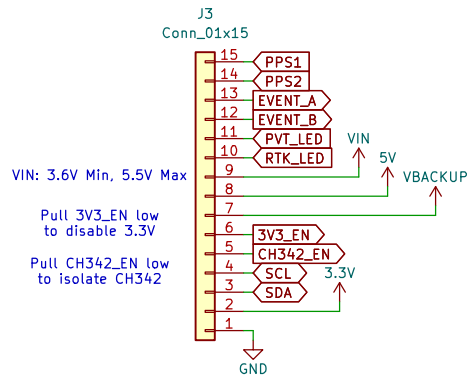 J3
Conn_01x15
15 PPS1
14 PPS2
13 EVENT_A
12 EVENT_B
11 PVT_LED
10 RTK_LED
VIN
9
5V
VIN: 3.6V Min, 5.5V Max
8
VBACKUP
7
Pull 3V3_EN low
to disable 3.3V
6 3V3_EN
5 CH342_EN
Pull CH342_EN low
to isolate CH342
4 SCL
3 SDA
3.3V
2
1
GND